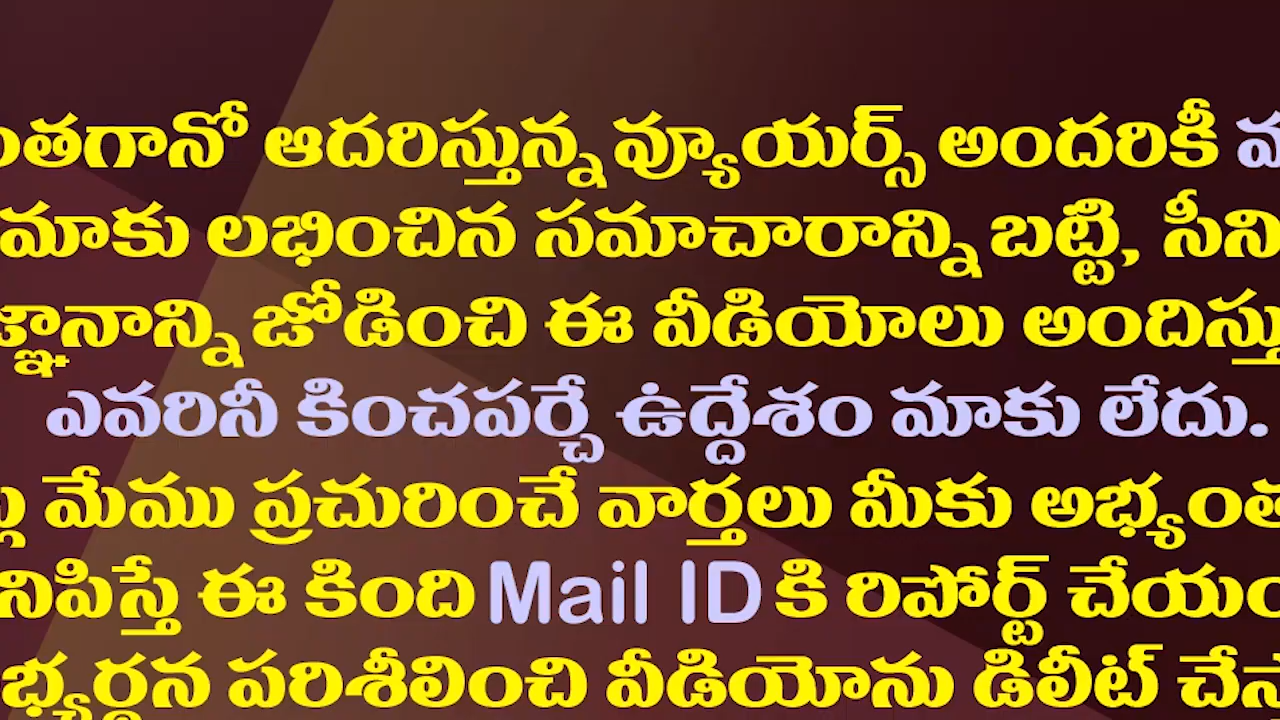 ఆదరిస్తున్న వ్యూయర్స్ అందరికీ
మాకు లభించిన సమాచారాన్ని బట్టి,
జోడించి ఈ వీడియోలు
ఎవరినీ కించపర్చే ఉద్దేశం మాకు లేదు.
మేము ప్రచురించే వార్తలు మీకు
ఈ కింది Mail ID కి రిపోర్ట్
పరిశీలించి వీడియోను డిలీట్